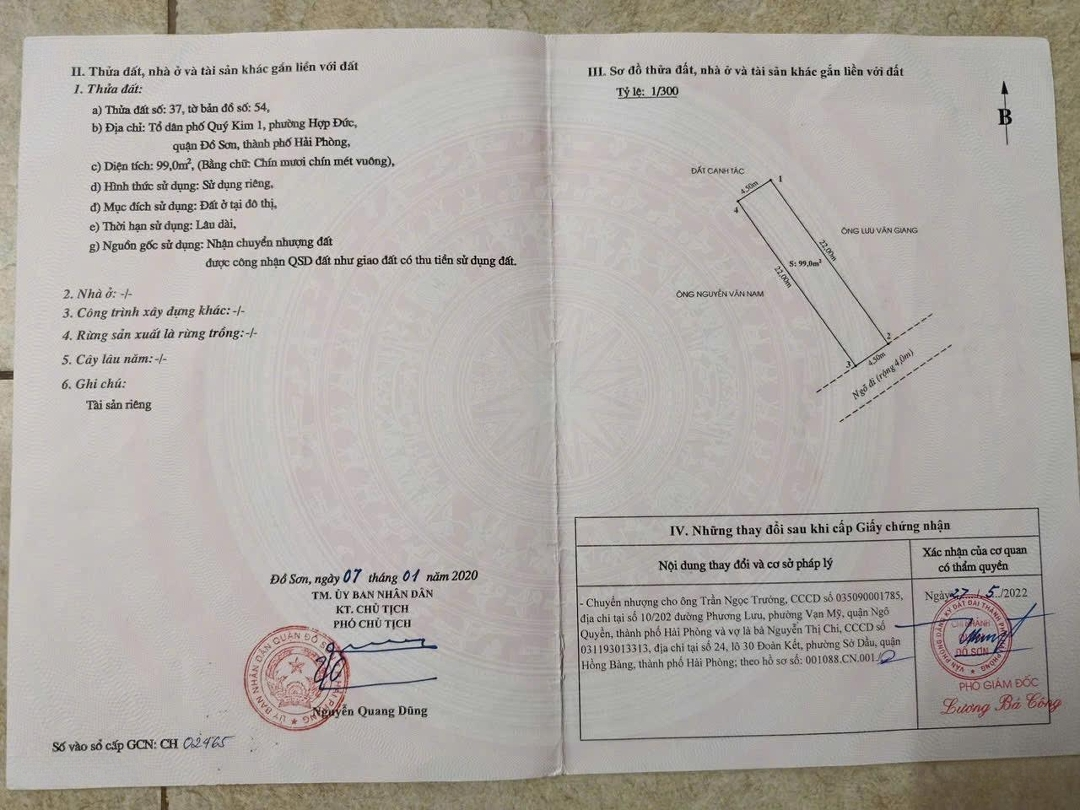 II. Thửa đất, nhà ở và tài sản khác gắn liền với đất
1. Thửa đất:
a) Thửa đất số: 37, tờ bản đồ số: 54,
b) Địa chỉ: Tổ dân phố Quý Kim 1, phường Hợp Đức,
quận Đồ Sơn, thành phố Hải Phòng,
c) Diện tích: 99,0m², (Bằng chữ: Chín mươi chín mét vuông),
d) Hình thức sử dụng: Sử dụng riêng,
đ) Mục đích sử dụng: Đất ở tại đô thị,
e) Thời hạn sử dụng: Lâu dài,
g) Nguồn gốc sử dụng: Nhận chuyển nhượng đất
được công nhận QSD đất như giao đất có thu tiền sử dụng đất.
2. Nhà ở: -/-
3. Công trình xây dựng khác: -/-
4. Rừng sản xuất là rừng trồng: -/-
5. Cây lâu năm: -/-
6. Ghi chú:
Tài sản riêng
Đồ Sơn, ngày 07 tháng 01 năm 2020
TM. ỦY BAN NHÂN DÂN
KT. CHỦ TỊCH
PHÓ CHỦ TỊCH
Nguyễn Quang Dũng
Số vào sổ cấp GCN: CH 02465
III. Sơ đồ thửa đất, nhà ở và tài sản khác gắn liền với đất
Tỷ lệ: 1/300
B
ĐẤT CANH TÁC
4,50m
1
4
ÔNG LƯU VĂN GIANG
22,00m
S: 99,0m²
22,00m
ÔNG NGUYỄN VĂN NAM
2
3
4,50m
Ngõ đi (rộng 4,0m)
IV. Những thay đổi sau khi cấp Giấy chứng nhận
Nội dung thay đổi và cơ sở pháp lý
Xác nhận của cơ quan
có thẩm quyền
- Chuyển nhượng cho ông Trần Ngọc Trưởng, CCCD số 035090001785,
địa chỉ tại số 10/202 đường Phương Lưu, phường Vạn Mỹ, quận Ngô
Quyền, thành phố Hải Phòng và vợ là bà Nguyễn Thị Chi, CCCD số
031193013313, địa chỉ tại số 24, lô 30 Đoàn Kết, phường Sở Dầu, quận
Hồng Bàng, thành phố Hải Phòng; theo hồ sơ số: 001088.CN.001./.
Ngày 27 / 5 /2022
VĂN PHÒNG ĐĂNG KÝ ĐẤT ĐAI THÀNH PHỐ HẢI PHÒNG
CHI NHÁNH
ĐỒ SƠN
PHÓ GIÁM ĐỐC
Lương Bá Công